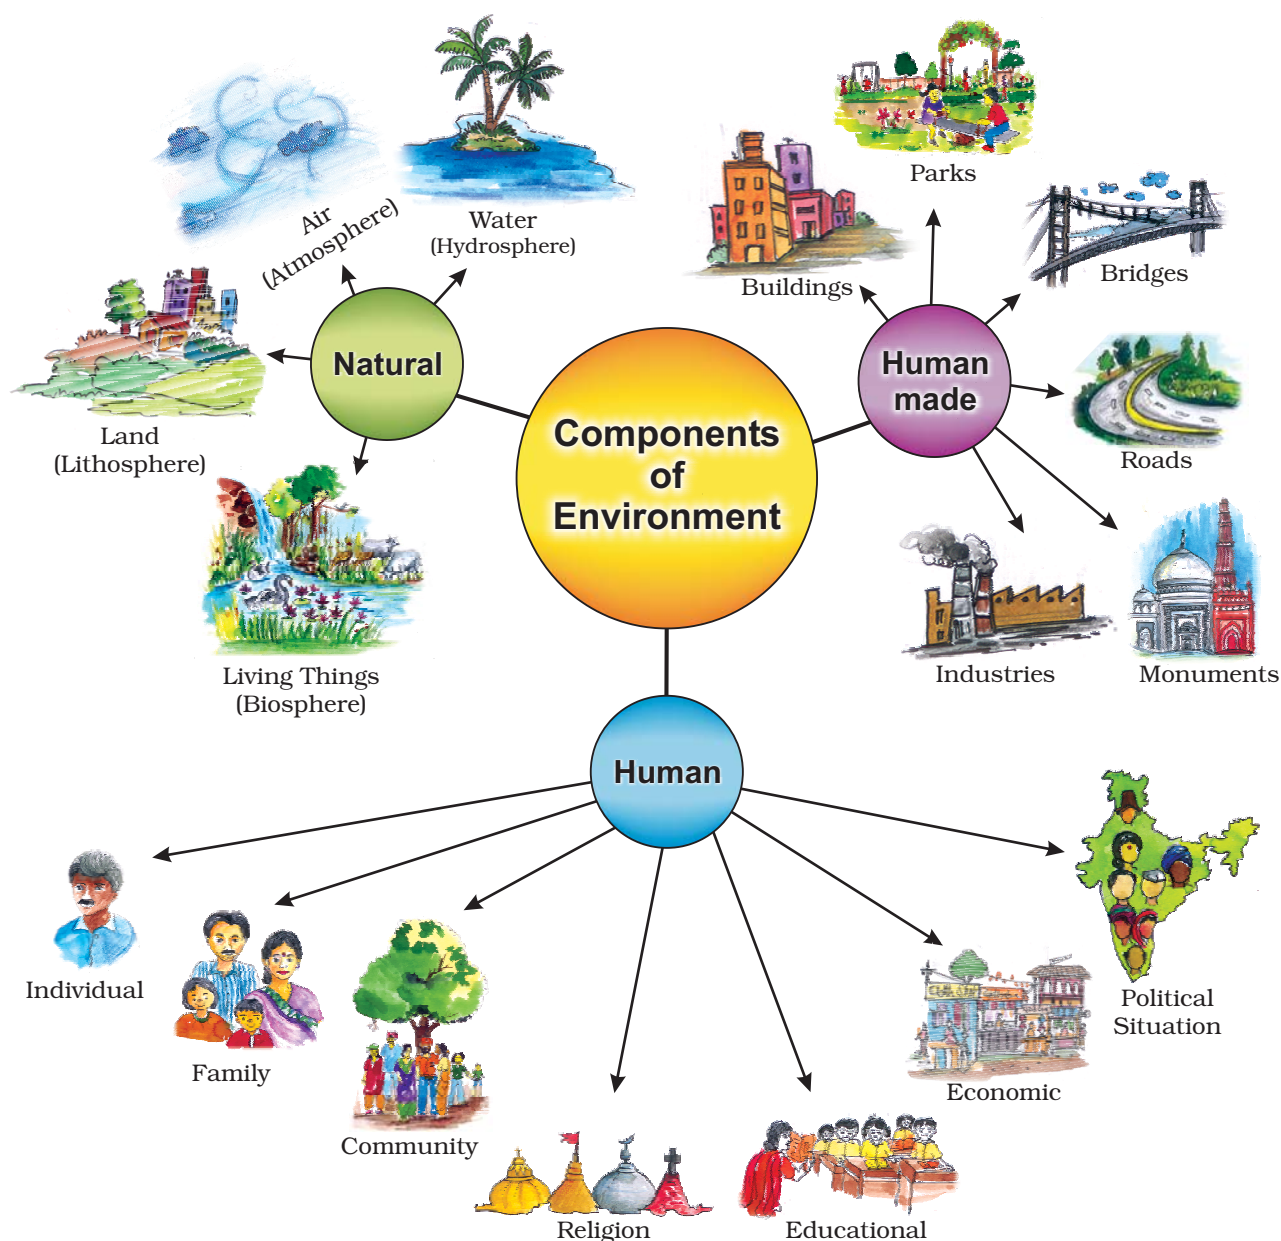 Air
(Atmosphere)
Water
(Hydrosphere)
Land
(Lithosphere)
Living Things
(Biosphere)
Natural
Components
of
Environment
Human
made
Buildings
Parks
Bridges
Roads
Industries
Monuments
Human
Individual
Family
Community
Religion
Educational
Economic
Political
Situation